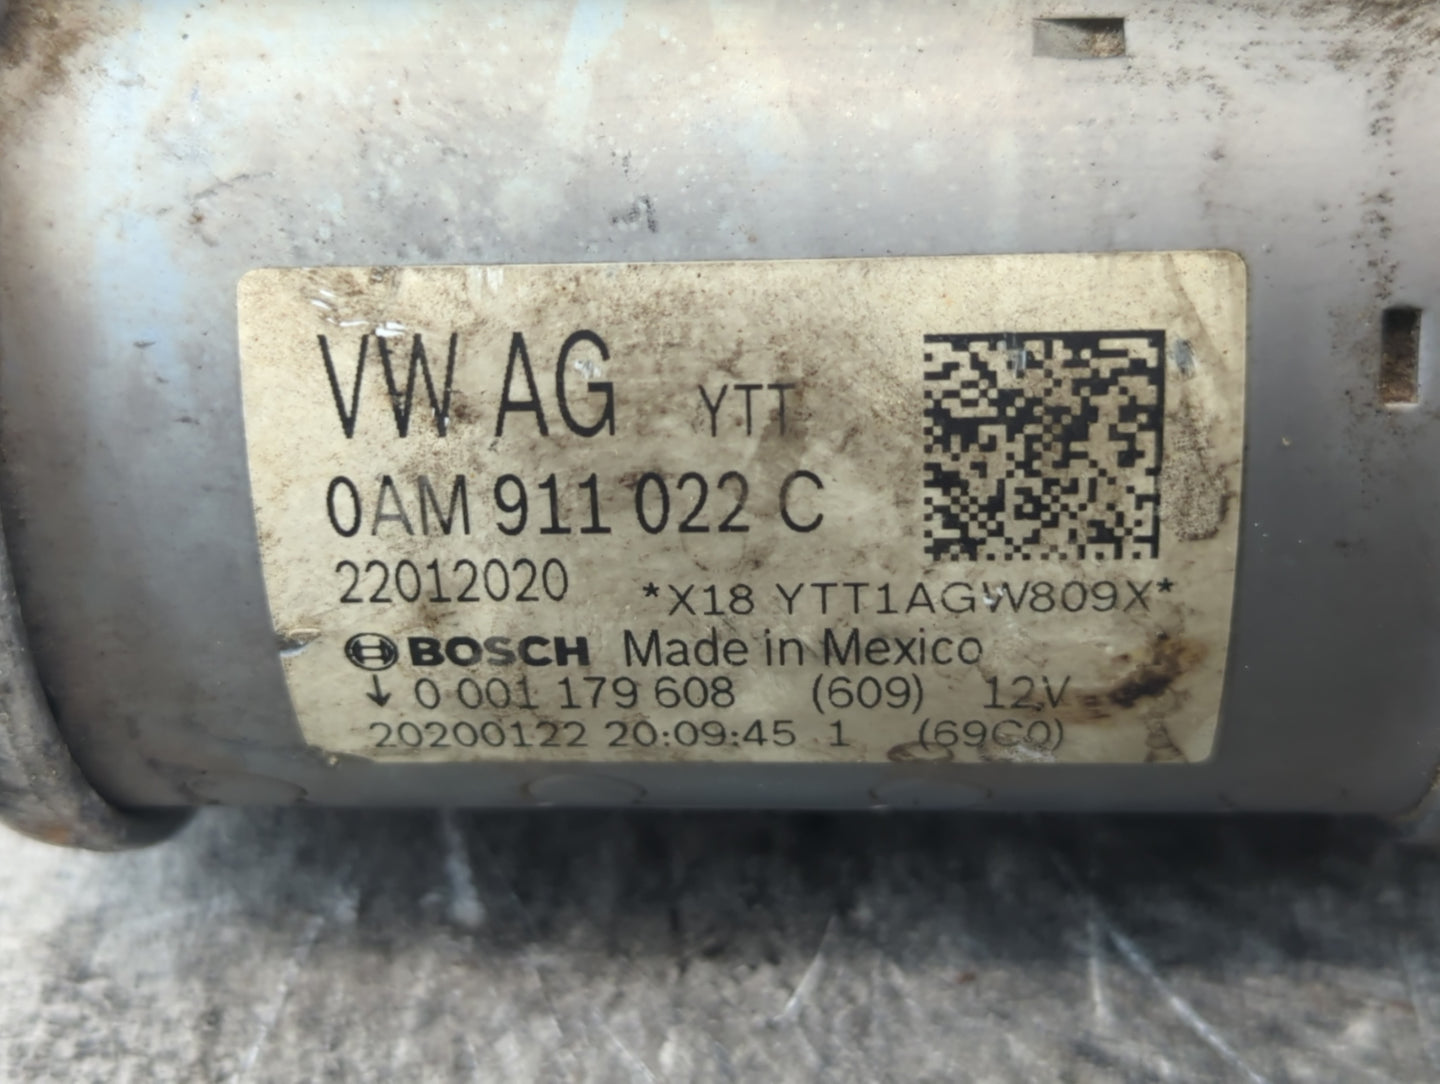 VW AG YTT
0AM 911 022 C
22012020 *X18 YTT1AGW809X*
BOSCH Made in Mexico
↓ 0 001 179 608 (609) 12V
20200122 20:09:45 1 (69C0)